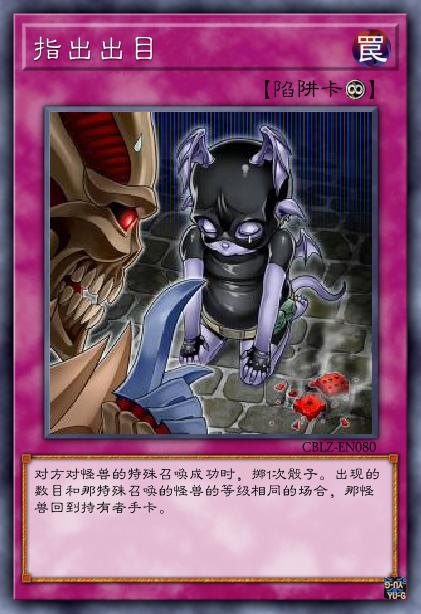 指出出目
罠
【陷阱卡♾】
CBLZ-EN080
对方对怪兽的特殊召唤成功时，掷1次骰子。出现的
数目和那特殊召唤的怪兽的等级相同的场合，那怪
兽回到持有者手卡。